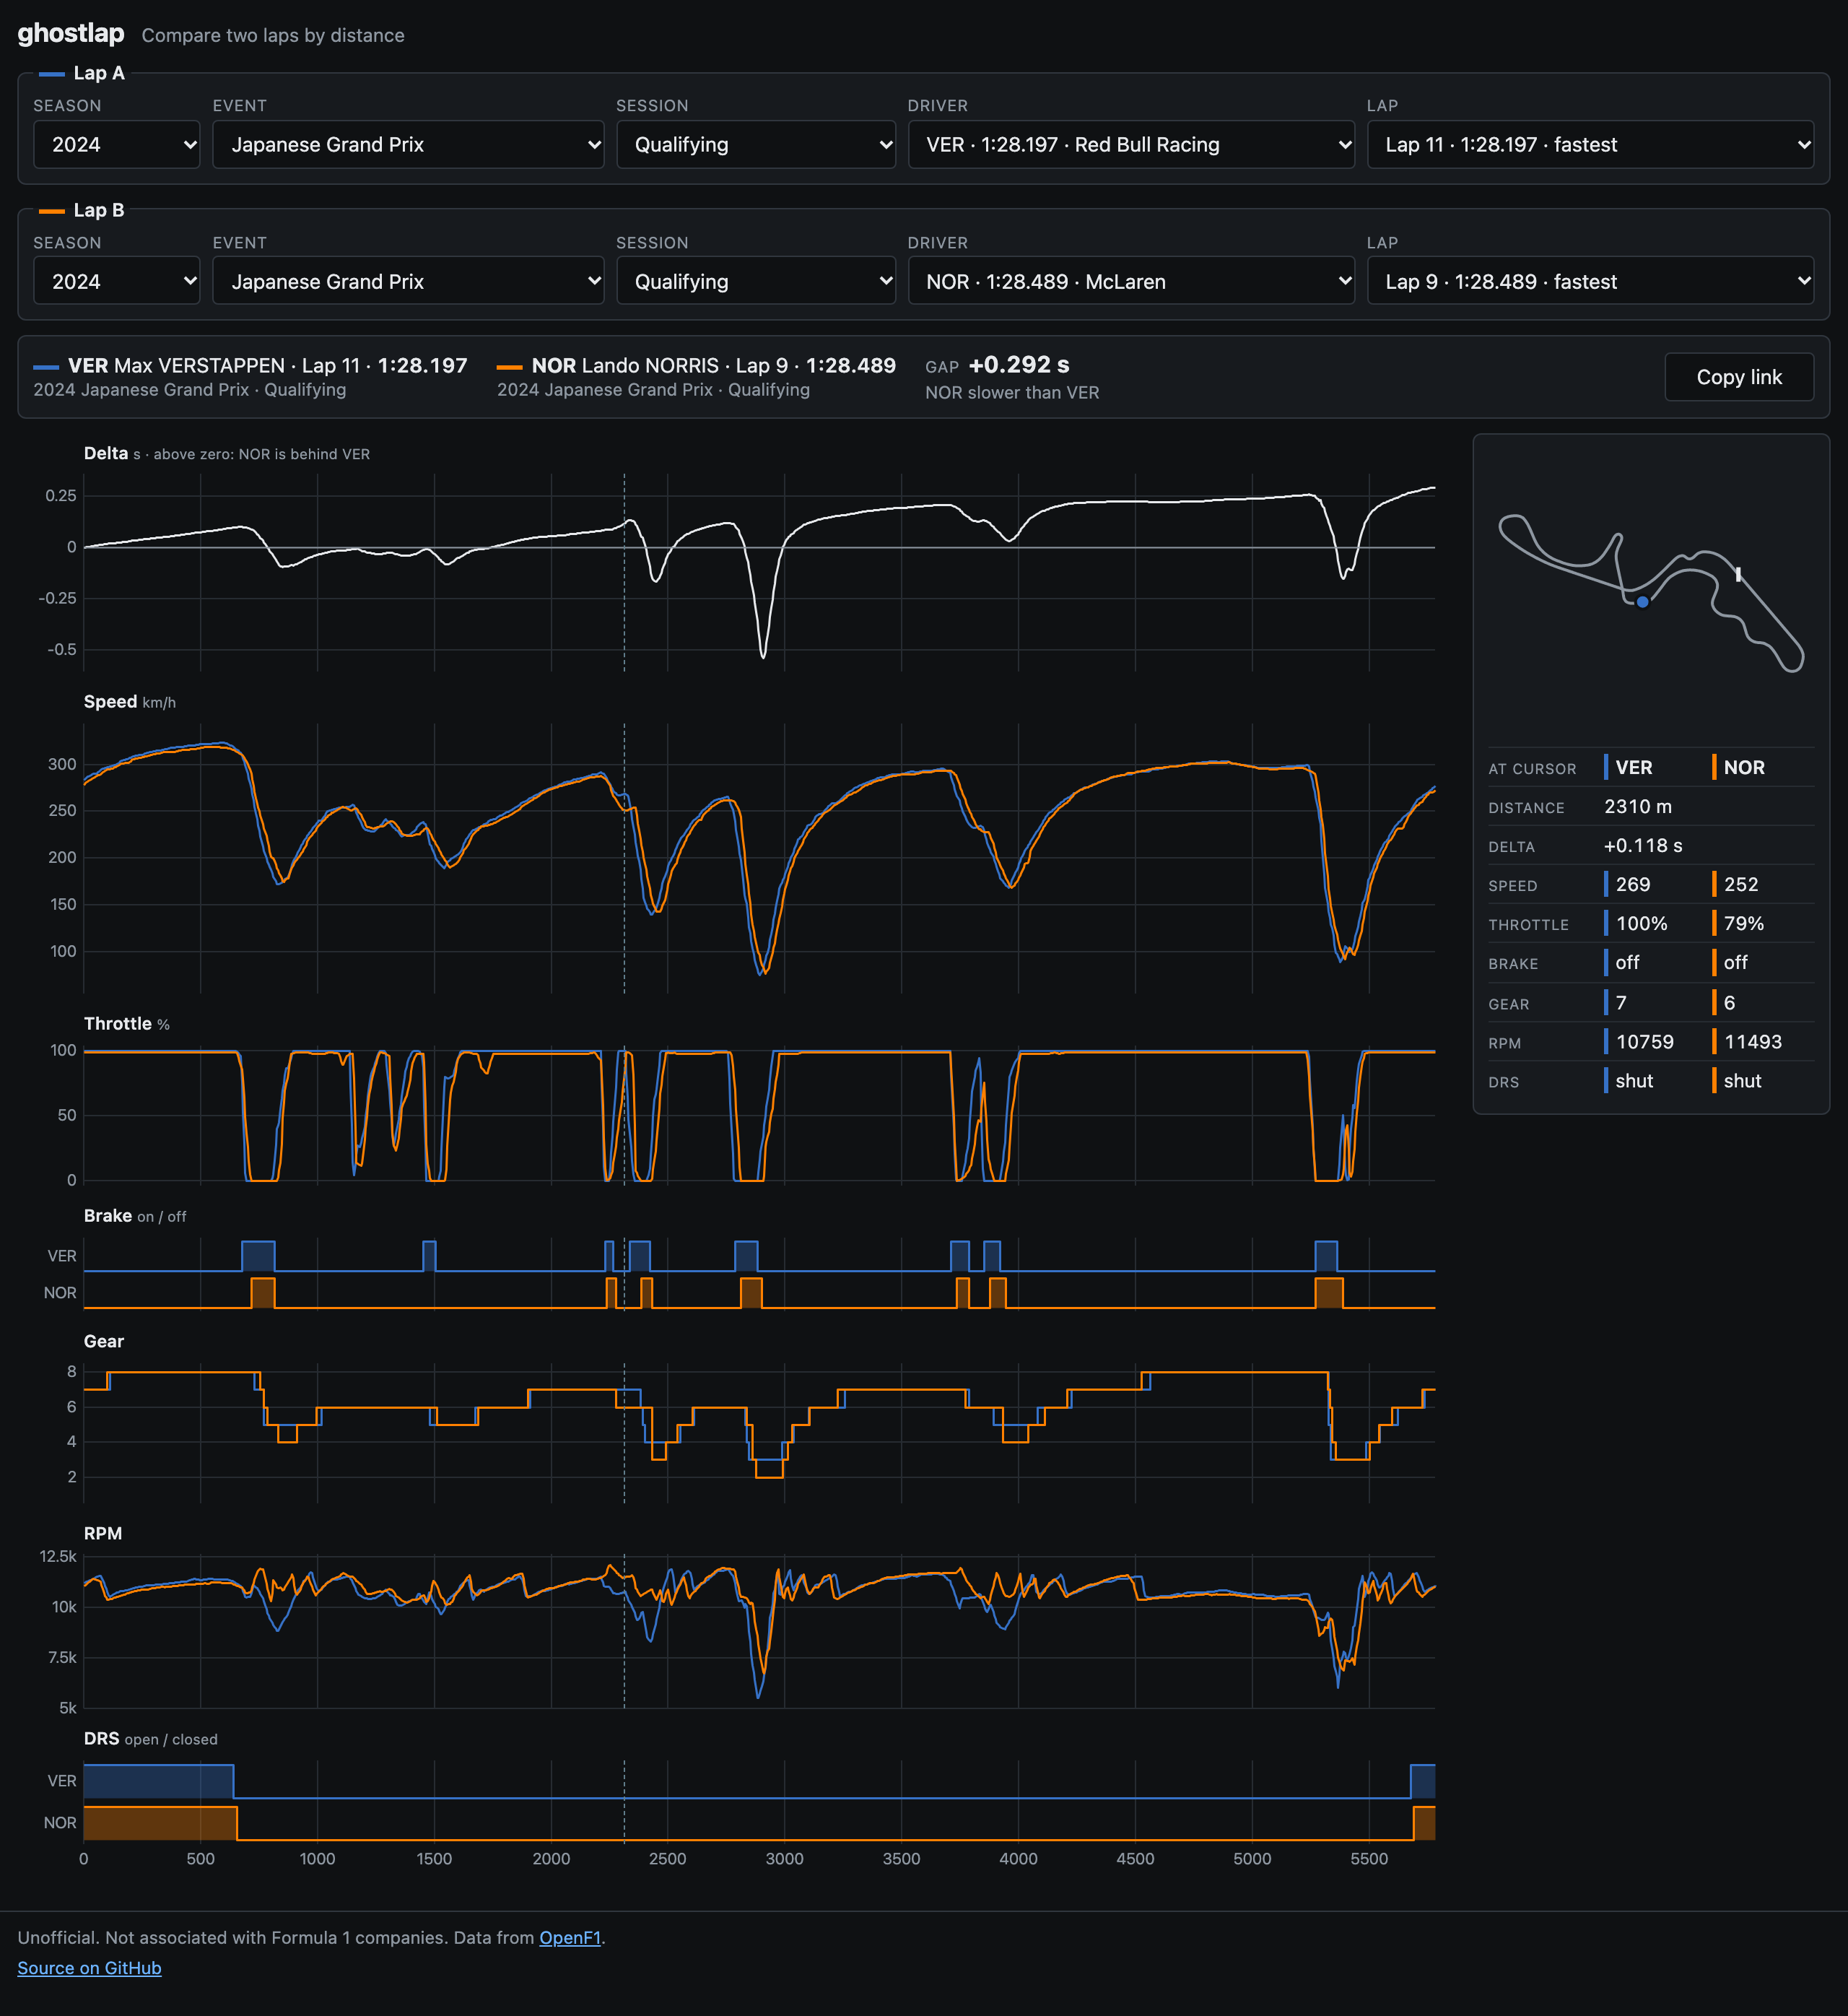 ghostlap Compare two laps by distance
Lap A
SEASON EVENT SESSION DRIVER LAP
2024 Japanese Grand Prix Qualifying VER · 1:28.197 · Red Bull Racing Lap 11 · 1:28.197 · fastest
Lap B
SEASON EVENT SESSION DRIVER LAP
2024 Japanese Grand Prix Qualifying NOR · 1:28.489 · McLaren Lap 9 · 1:28.489 · fastest
VER Max VERSTAPPEN · Lap 11 · 1:28.197 NOR Lando NORRIS · Lap 9 · 1:28.489 GAP +0.292 s
2024 Japanese Grand Prix · Qualifying 2024 Japanese Grand Prix · Qualifying NOR slower than VER
Copy link
Delta s · above zero: NOR is behind VER
0.25
0
-0.25
-0.5
Speed km/h
300
250
200
150
100
Throttle %
100
50
0
Brake on / off
VER
NOR
Gear
8
6
4
2
RPM
12.5k
10k
7.5k
5k
DRS open / closed
VER
NOR
0 500 1000 1500 2000 2500 3000 3500 4000 4500 5000 5500
AT CURSOR VER NOR
DISTANCE 2310 m
DELTA +0.118 s
SPEED 269 252
THROTTLE 100% 79%
BRAKE off off
GEAR 7 6
RPM 10759 11493
DRS shut shut
Unofficial. Not associated with Formula 1 companies. Data from OpenF1.
Source on GitHub